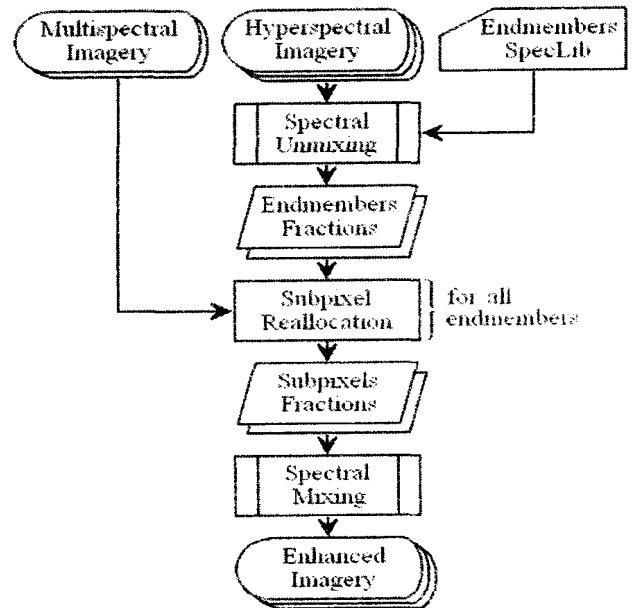 Multispectral
Imagery
Hyperspectral
Imagery
Endmembers
SpecLib
Spectral
Unmixing
Endmembers
Fractions
Subpixel
Reallocation
for all
endmembers
Subpixels
Fractions
Spectral
Mixing
Enhanced
Imagery